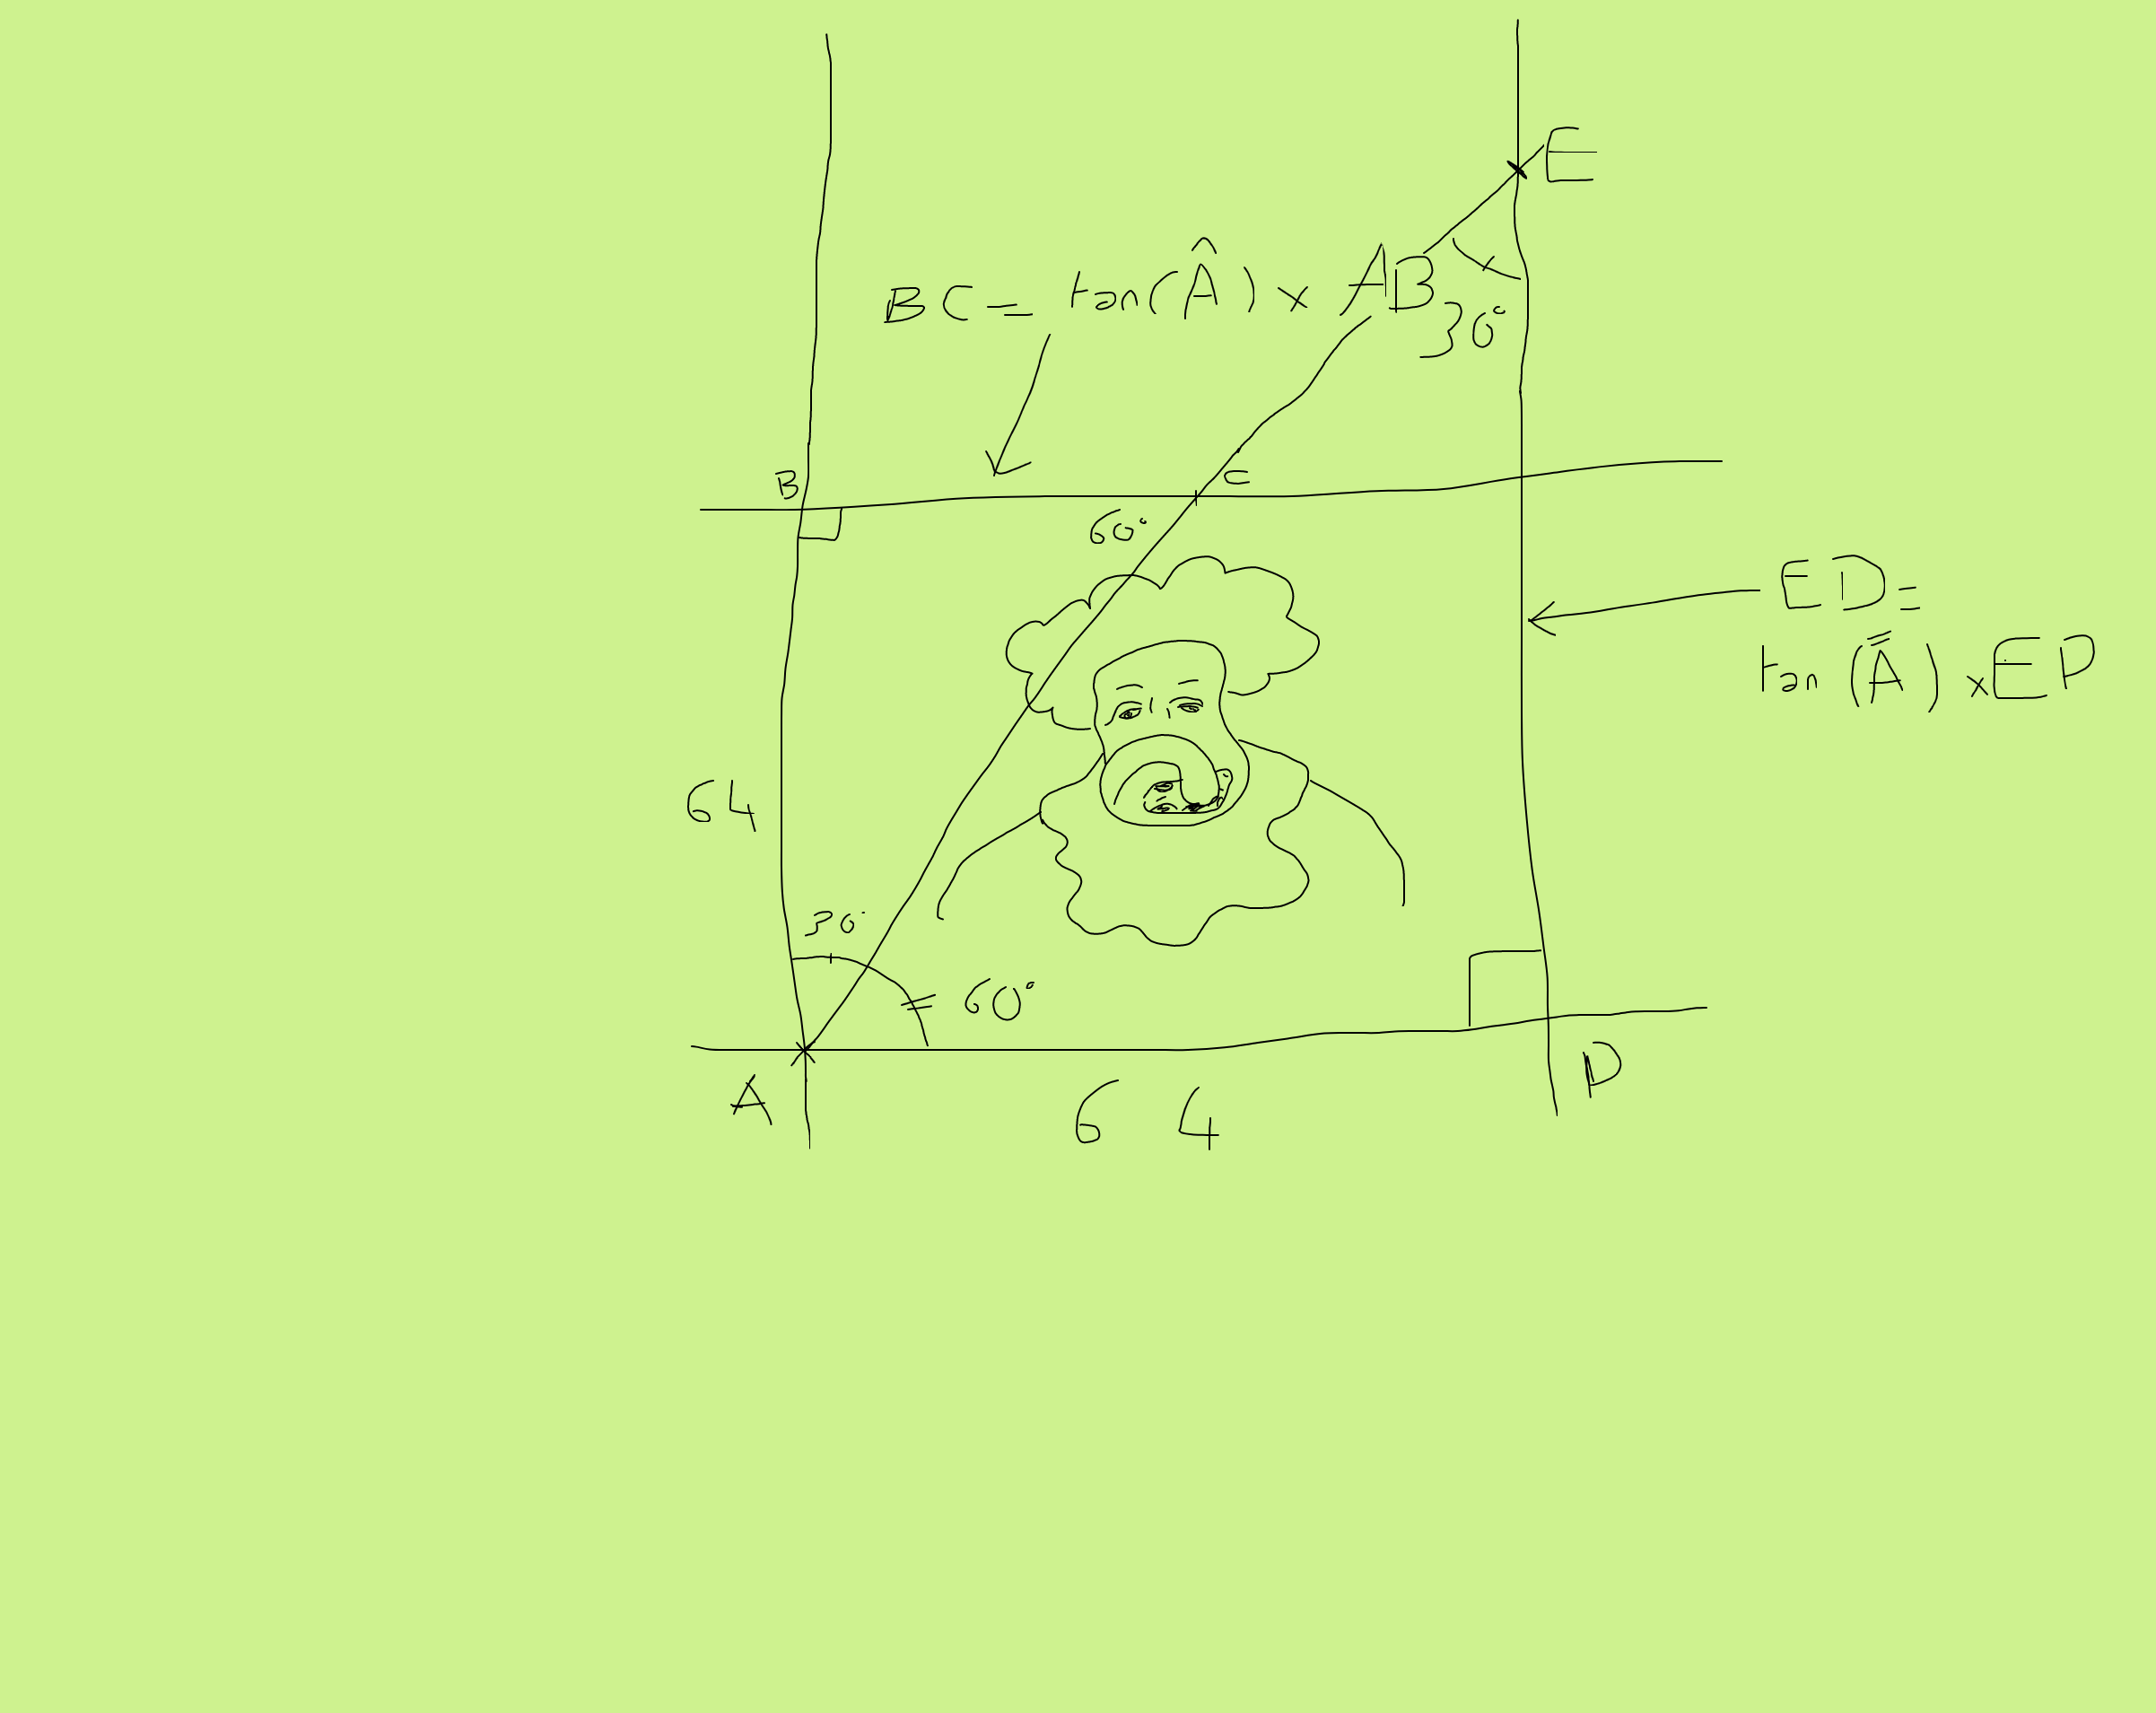 E
BC = tan(Â) × AB
30°
B
C
60°
ED =
tan(Ā̄) × EP
64
30°
= 60°
A
D
64